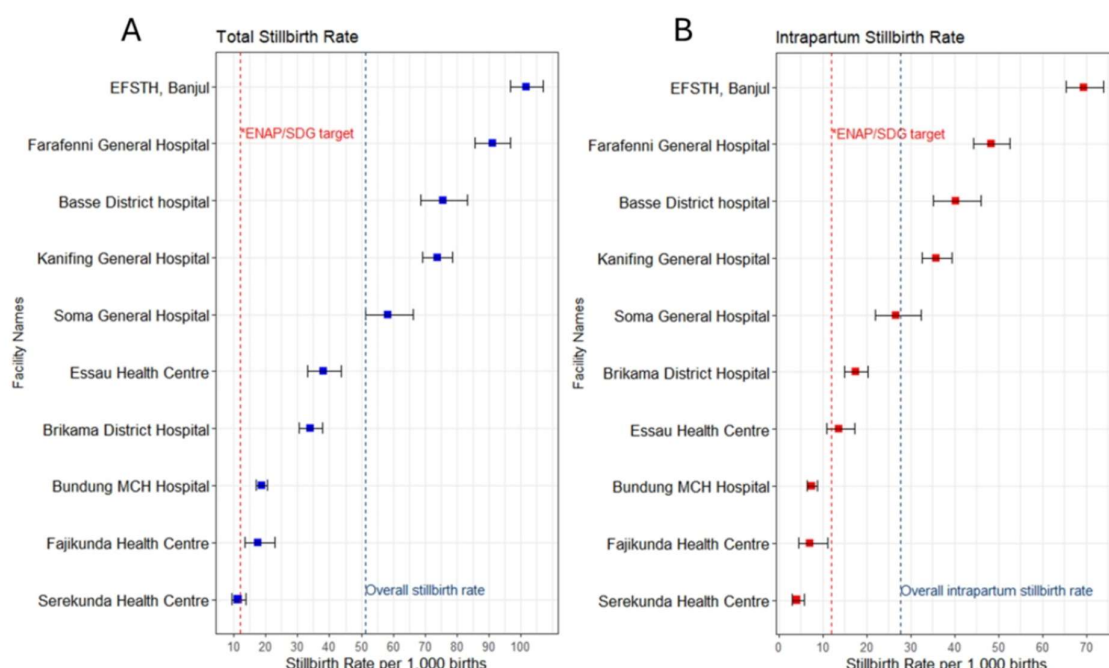 A
Total Stillbirth Rate
EFSTH, Banjul
*ENAP/SDG target
Farafenni General Hospital
Basse District hospital
Kanifing General Hospital
Soma General Hospital
Essau Health Centre
Brikama District Hospital
Bundung MCH Hospital
Fajikunda Health Centre
Overall stillbirth rate
Serekunda Health Centre
Facility Names
10 20 30 40 50 60 70 80 90 100
Stillbirth Rate per 1,000 births
B
Intrapartum Stillbirth Rate
EFSTH, Banjul
*ENAP/SDG target
Farafenni General Hospital
Basse District hospital
Kanifing General Hospital
Soma General Hospital
Brikama District Hospital
Essau Health Centre
Bundung MCH Hospital
Fajikunda Health Centre
Overall intrapartum stillbirth rate
Serekunda Health Centre
Facility Names
0 10 20 30 40 50 60 70
Stillbirth Rate per 1,000 births